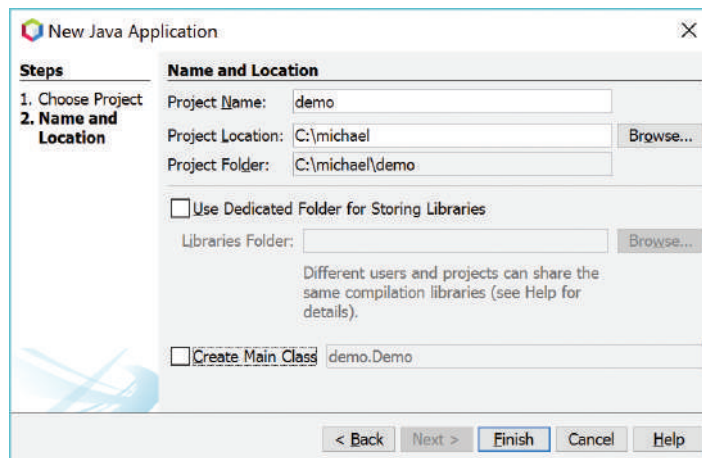 New Java Application
Steps
1. Choose Project
2. Name and
Location
Name and Location
Project Name: demo
Project Location: C:\michael Browse...
Project Folder: C:\michael\demo
Use Dedicated Folder for Storing Libraries
Libraries Folder: Browse...
Different users and projects can share the
same compilation libraries (see Help for
details).
Create Main Class demo.Demo
< Back Next > Finish Cancel Help